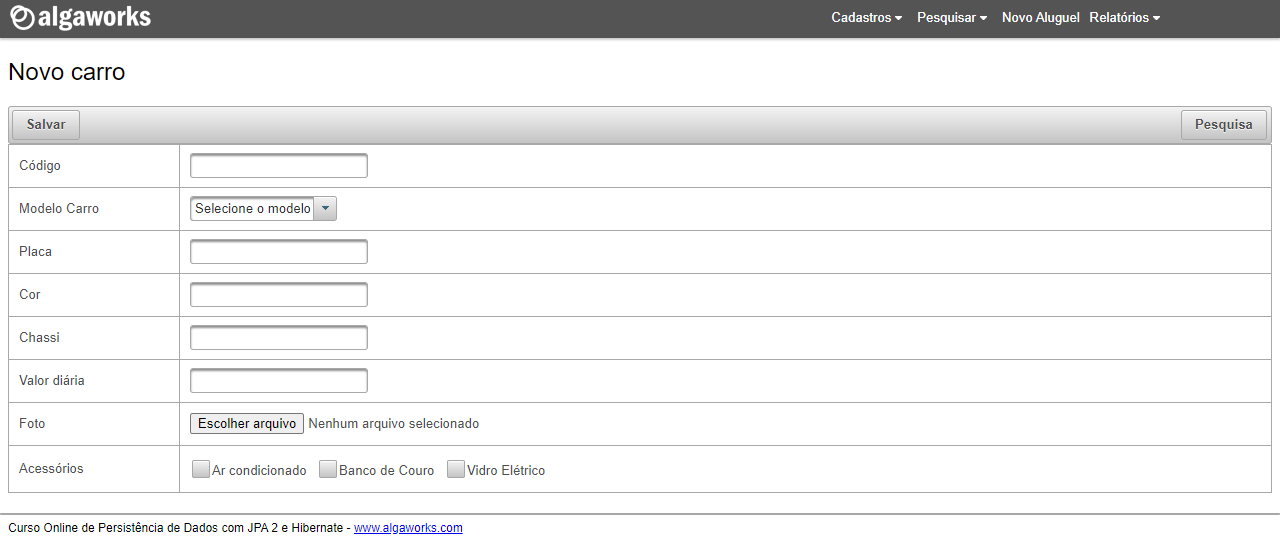 algaworks
Cadastros Pesquisar Novo Aluguel Relatórios
Novo carro
Salvar Pesquisa
Código
Modelo Carro Selecione o modelo
Placa
Cor
Chassi
Valor diária
Foto Escolher arquivo Nenhum arquivo selecionado
Acessórios Ar condicionado Banco de Couro Vidro Elétrico
Curso Online de Persistência de Dados com JPA 2 e Hibernate - www.algaworks.com